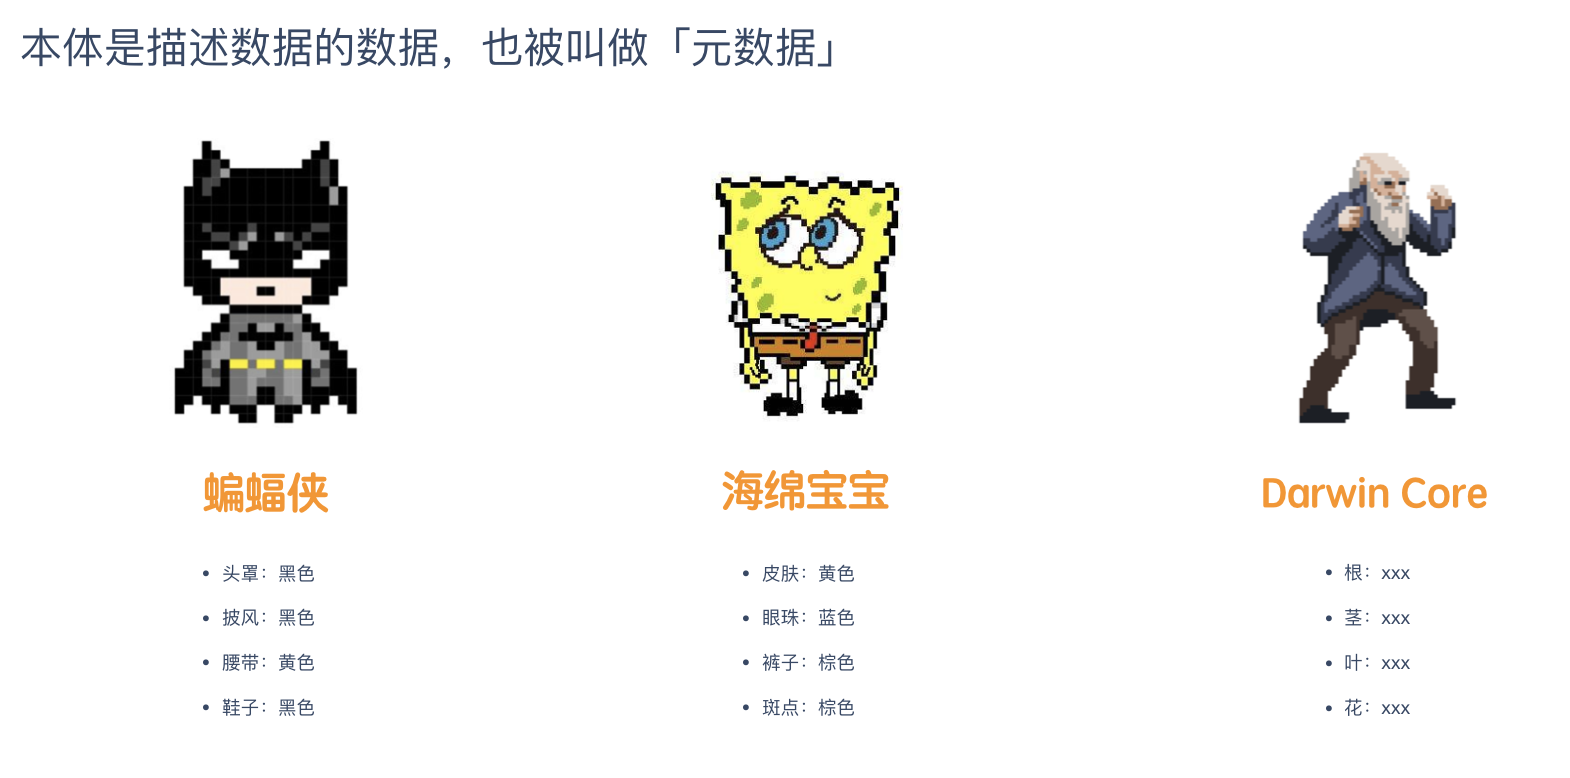 本体是描述数据的数据，也被叫做「元数据」
蝙蝠侠
• 头罩：黑色
• 披风：黑色
• 腰带：黄色
• 鞋子：黑色
海绵宝宝
• 皮肤：黄色
• 眼珠：蓝色
• 裤子：棕色
• 斑点：棕色
Darwin Core
• 根：xxx
• 茎：xxx
• 叶：xxx
• 花：xxx